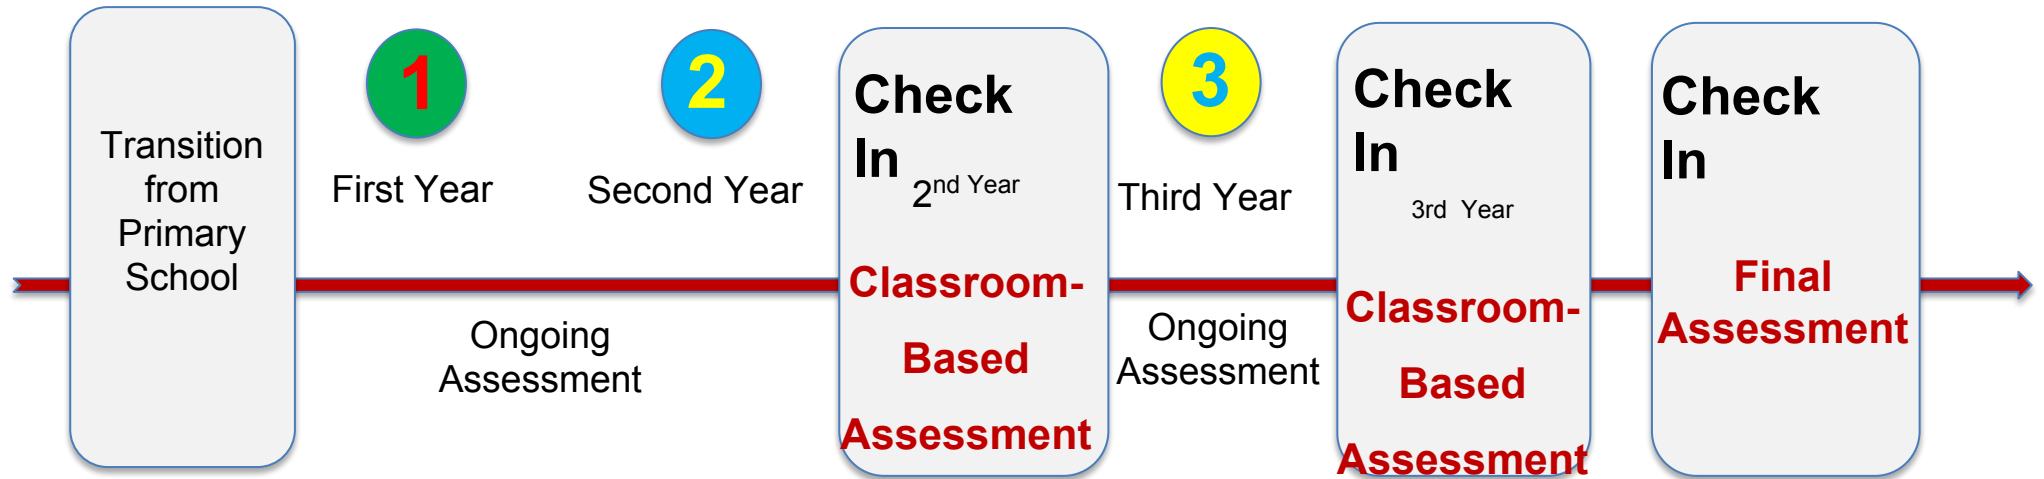 Transition
from
Primary
School
1
First Year
2
Second Year
Ongoing
Assessment
Check
In 2nd Year
Classroom-
Based
Assessment
3
Third Year
Ongoing
Assessment
Check
In
3rd Year
Classroom-
Based
Assessment
Check
In
Final
Assessment